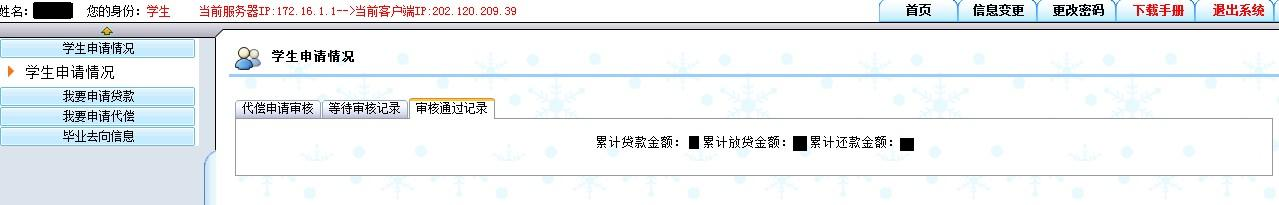 姓名： 您的身份：学生 当前服务器IP:172.16.1.1-->当前客户端IP:202.120.209.39 首页 信息变更 更改密码 下载手册 退出系统
学生申请情况
学生申请情况
我要申请贷款
我要申请代偿
毕业去向信息
学生申请情况
代偿申请审核 等待审核记录 审核通过记录
累计贷款金额： 累计放贷金额： 累计还款金额：